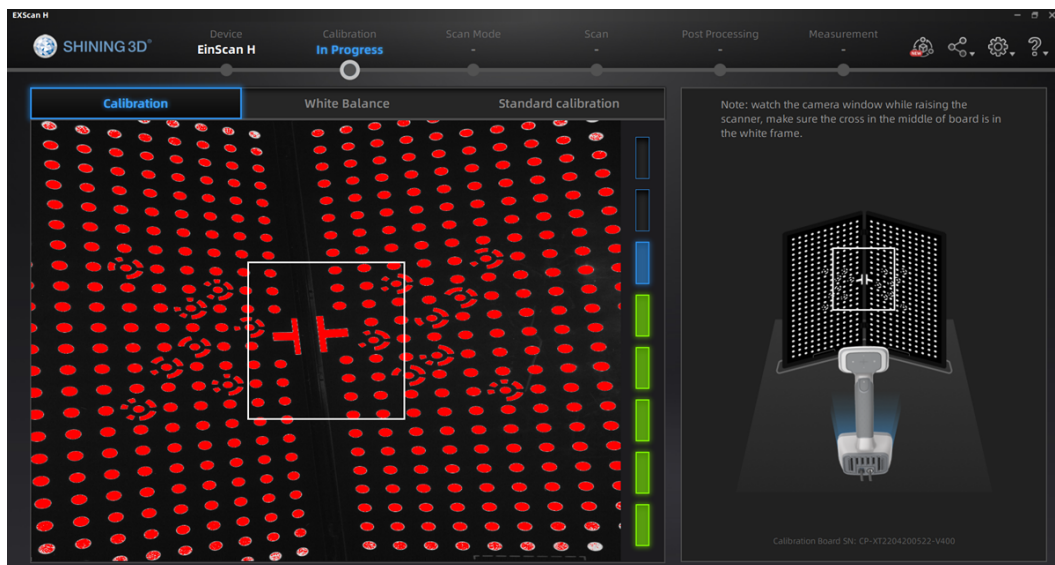 EXScan H
SHINING 3D®
Device
EinScan H
Calibration
In Progress
Scan Mode
-
Scan
-
Post Processing
-
Measurement
-
NEW
Calibration
White Balance
Standard calibration
Note: watch the camera window while raising the
scanner, make sure the cross in the middle of board is in
the white frame.
Calibration Board SN: CP-XT2204200522-V400